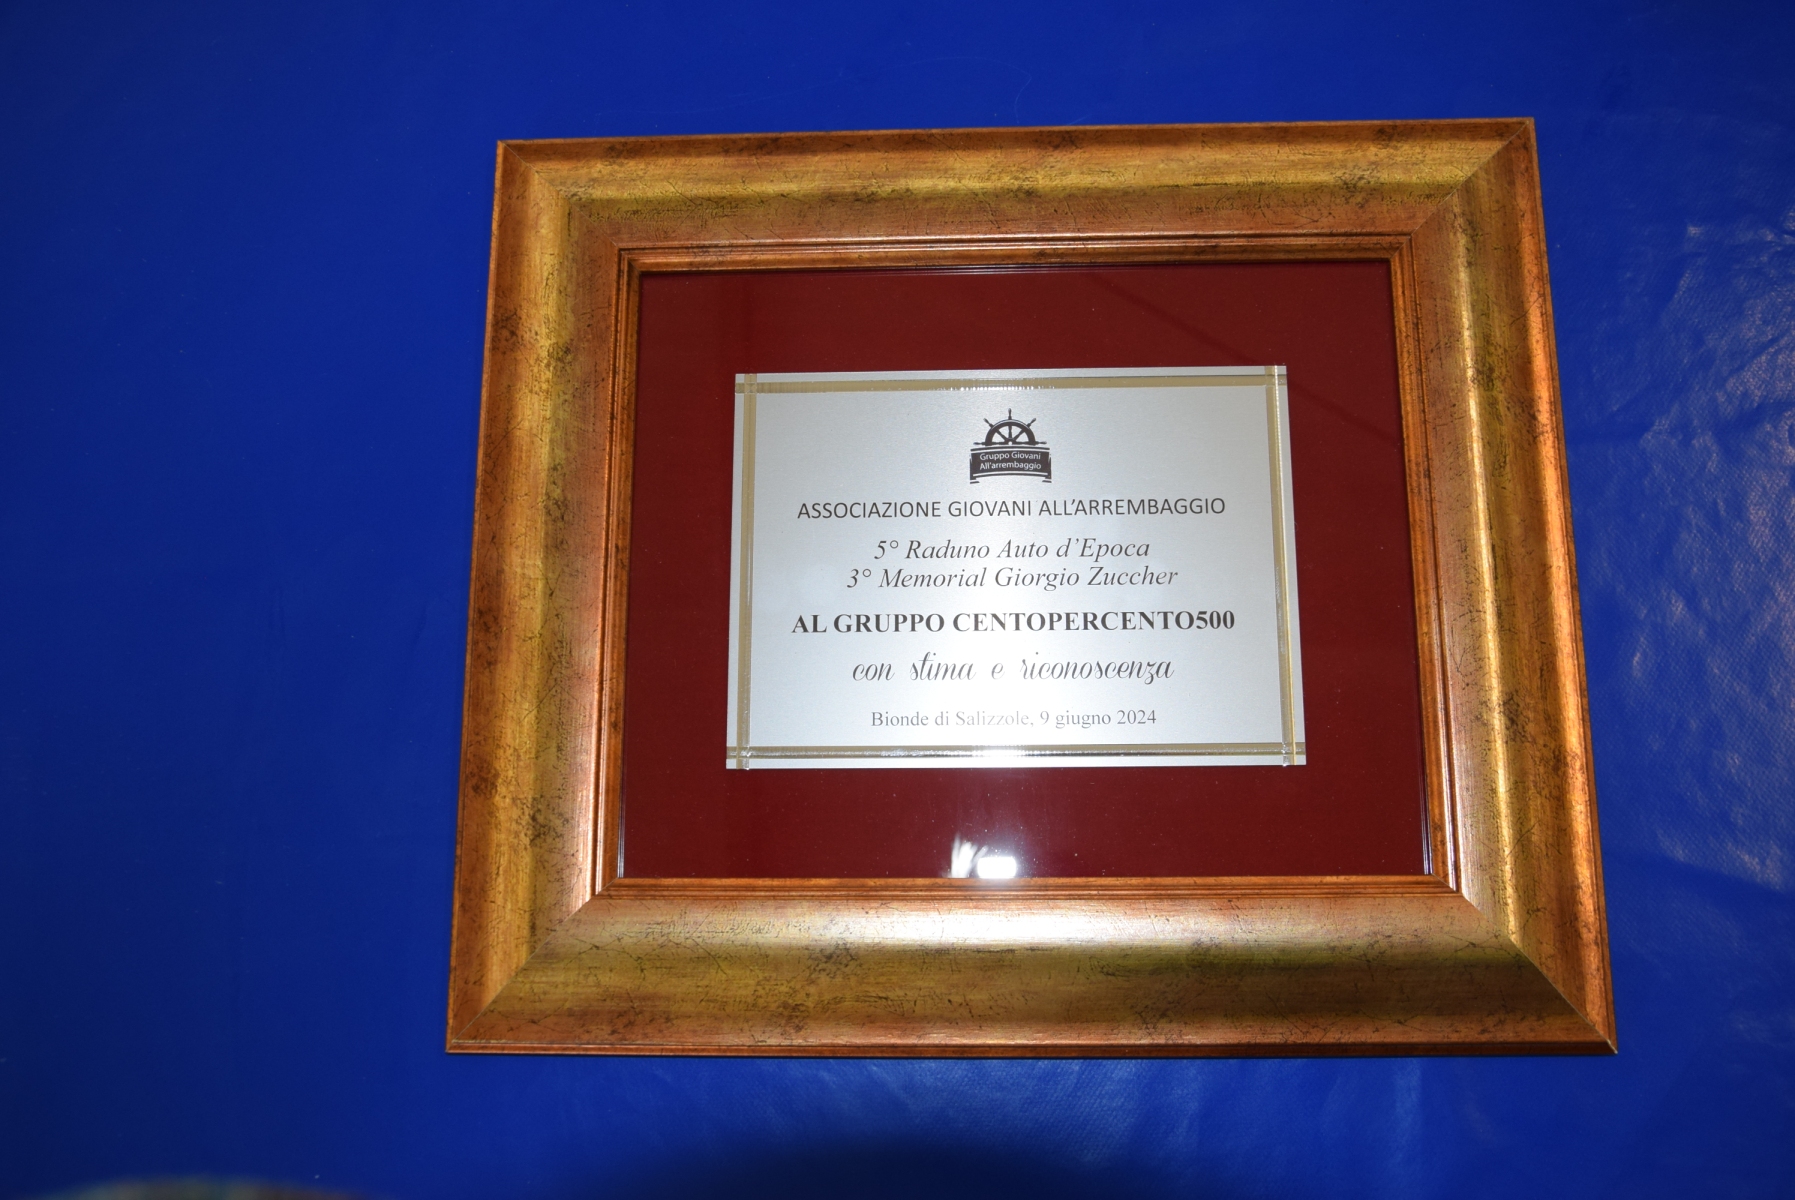 Gruppo Giovani
All'arrembaggio
ASSOCIAZIONE GIOVANI ALL'ARREMBAGGIO
5° Raduno Auto d'Epoca
3° Memorial Giorgio Zuccher
AL GRUPPO CENTOPERCENTO500
con stima e riconoscenza
Bionde di Salizzole, 9 giugno 2024